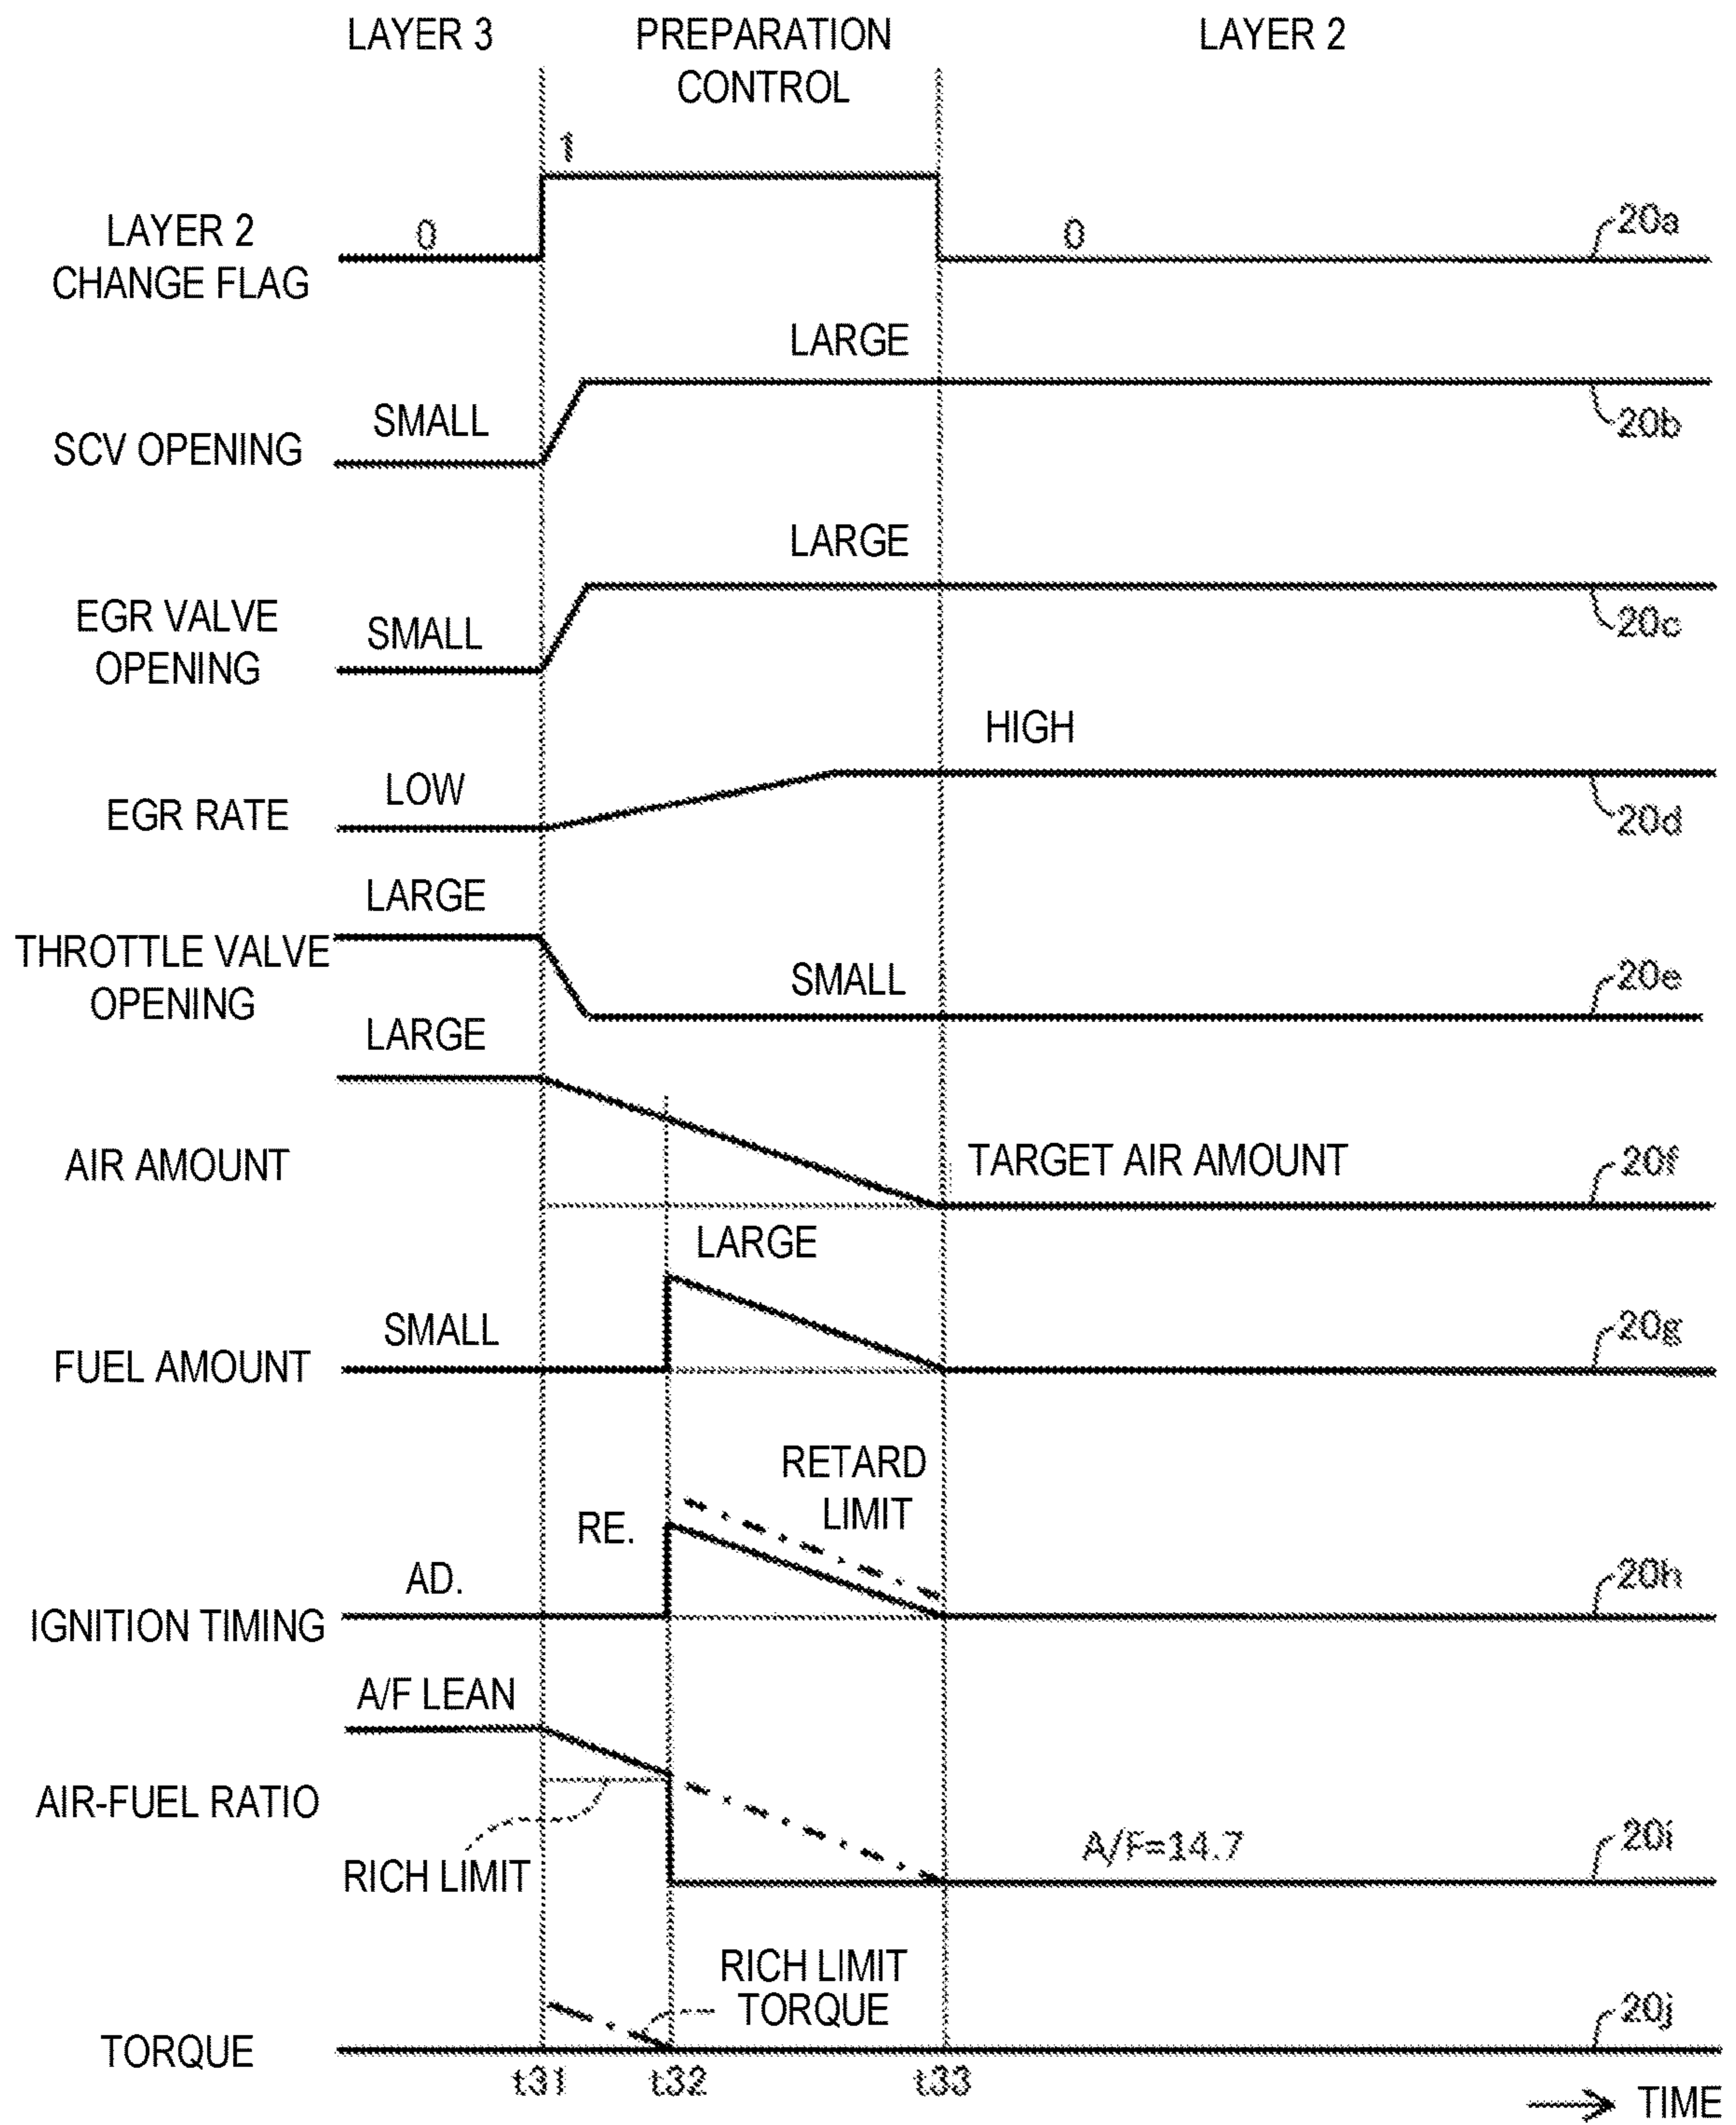 LAYER 3
PREPARATION
CONTROL
LAYER 2
1
LAYER 2
CHANGE FLAG
0
0
20a
LARGE
SCV OPENING
SMALL
20b
LARGE
EGR VALVE
OPENING
SMALL
20c
HIGH
EGR RATE
LOW
20d
LARGE
THROTTLE VALVE
OPENING
SMALL
20e
LARGE
AIR AMOUNT
TARGET AIR AMOUNT
20f
LARGE
FUEL AMOUNT
SMALL
20g
RETARD
LIMIT
RE.
AD.
IGNITION TIMING
20h
A/F LEAN
AIR-FUEL RATIO
RICH LIMIT
A/F=14.7
20i
RICH LIMIT
TORQUE
TORQUE
20j
t31
t32
t33
TIME